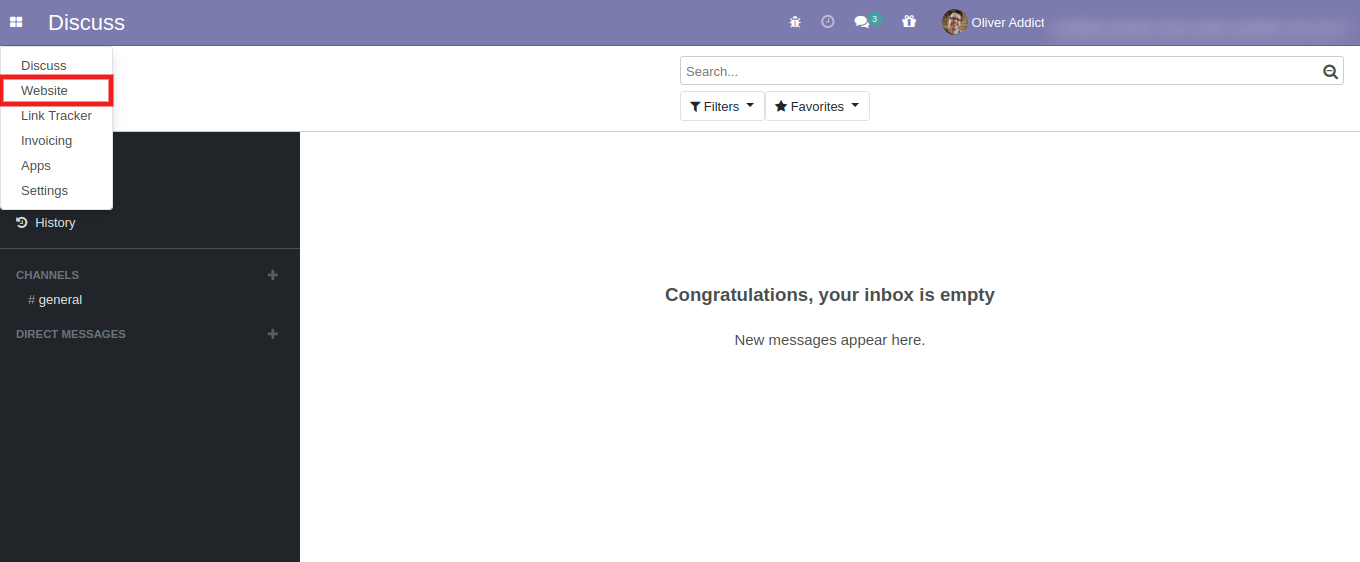 Discuss
3
Oliver Addict
Discuss
Website
Link Tracker
Invoicing
Apps
Settings
Search...
Filters
Favorites
History
CHANNELS
# general
DIRECT MESSAGES
Congratulations, your inbox is empty
New messages appear here.